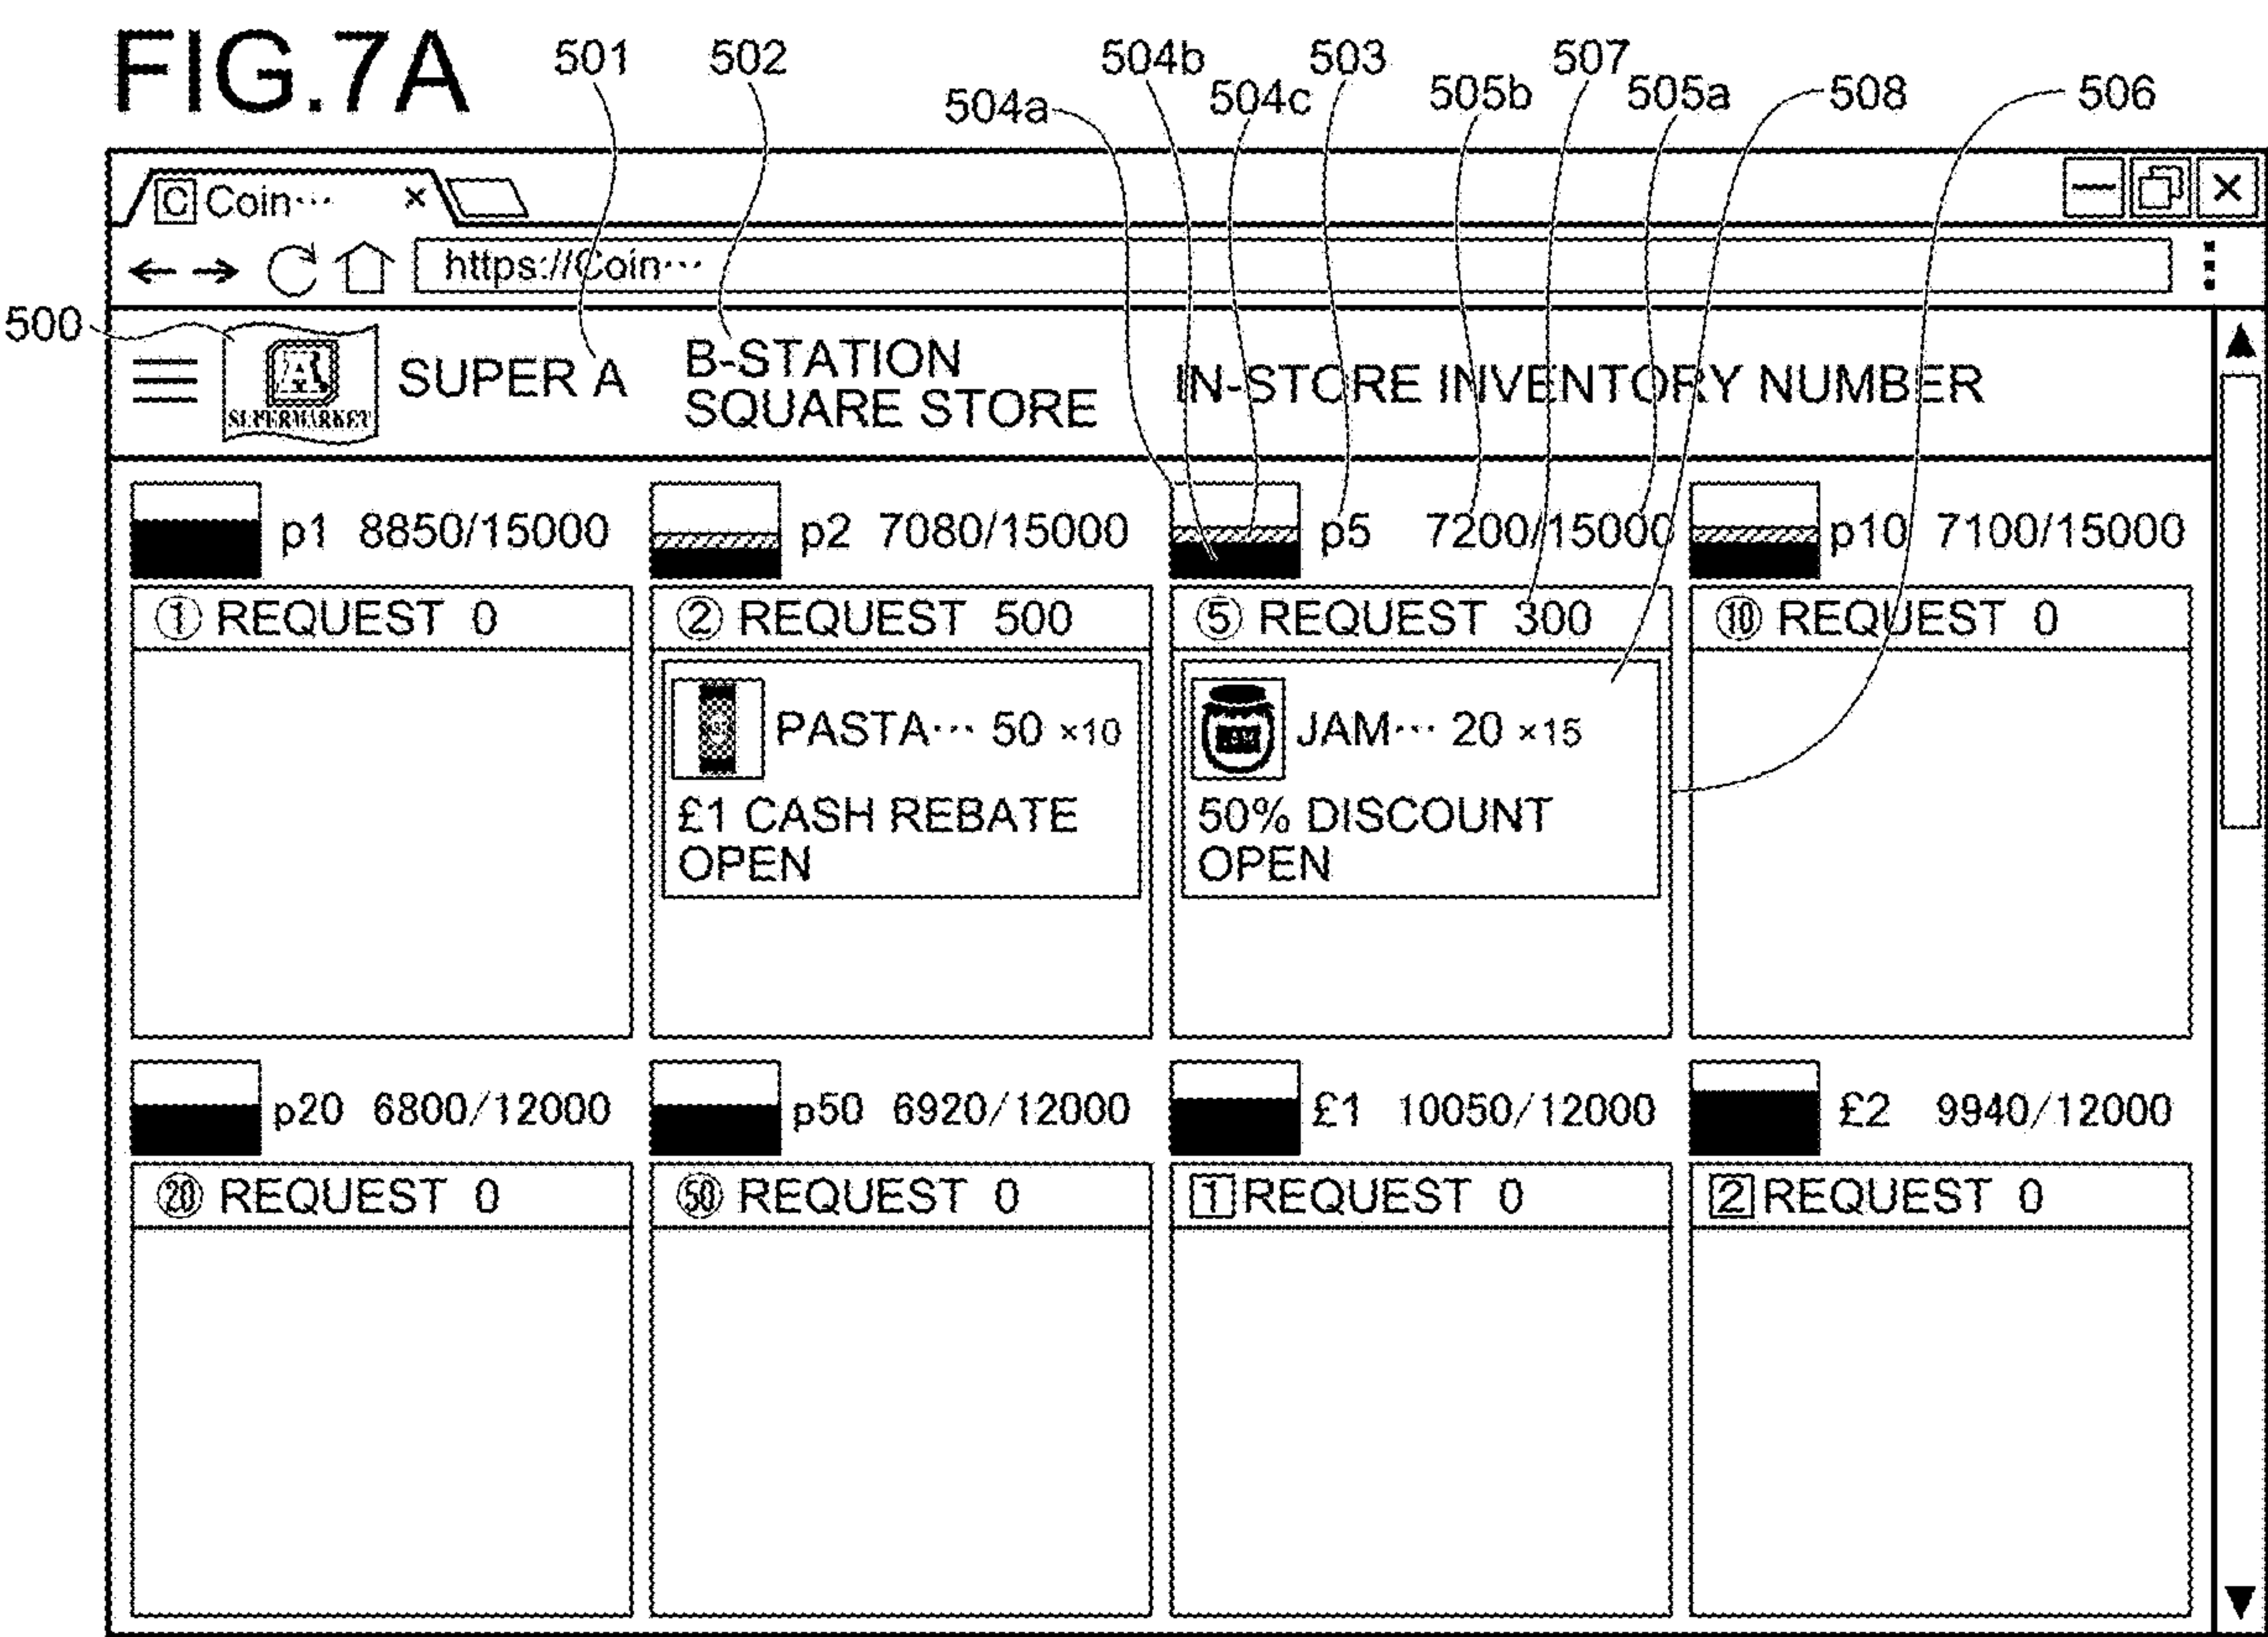 FIG.7A
501
502
504a
504b
504c
503
505b
507
505a
508
506
C Coin… ×
https://Coin…
500
A
SUPERMARKET
SUPER A
B-STATION
SQUARE STORE
IN-STORE INVENTORY NUMBER
p1 8850/15000
p2 7080/15000
p5 7200/15000
p10 7100/15000
① REQUEST 0
② REQUEST 500
⑤ REQUEST 300
⑩ REQUEST 0
PASTA… 50 ×10
£1 CASH REBATE
OPEN
JAM… 20 ×15
50% DISCOUNT
OPEN
p20 6800/12000
p50 6920/12000
£1 10050/12000
£2 9940/12000
⑳ REQUEST 0
㊿ REQUEST 0
1 REQUEST 0
2 REQUEST 0